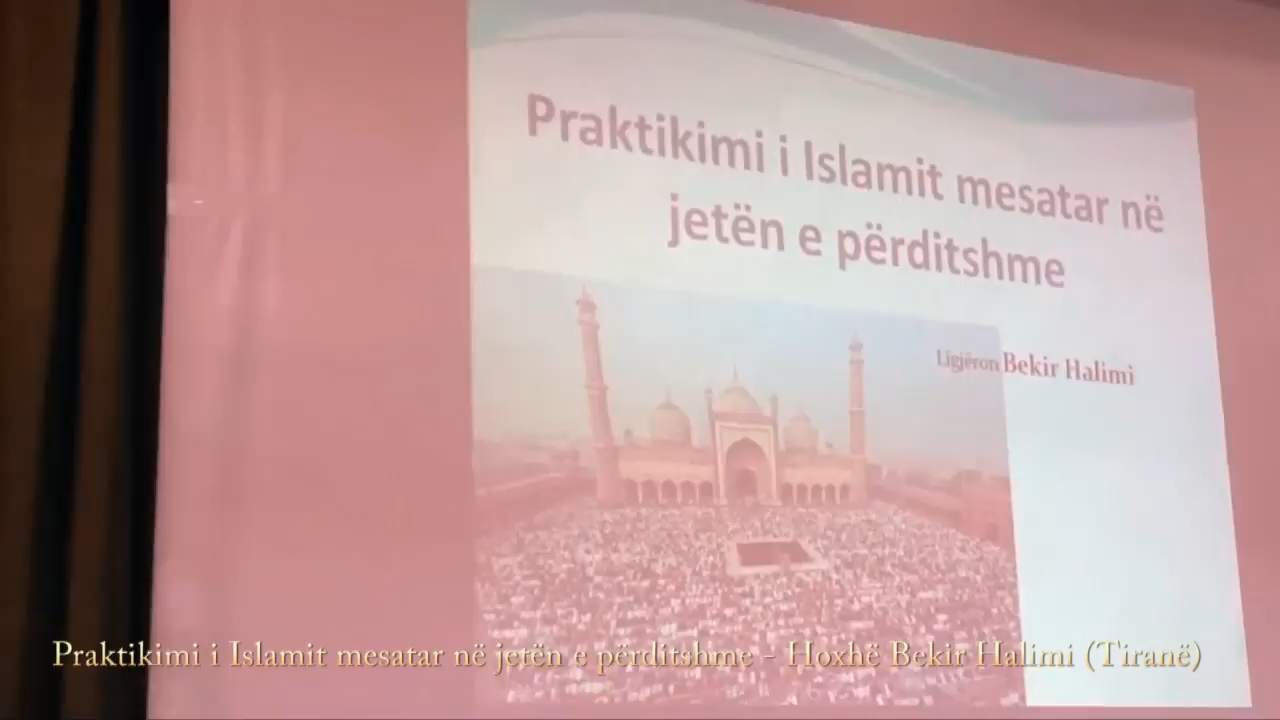 Praktikimi i Islamit mesatar në
jetën e përditshme
Ligjëron Bekir Halimi
Praktikimi i Islamit mesatar në jetën e përditshme - Hoxhë Bekir Halimi (Tiranë)